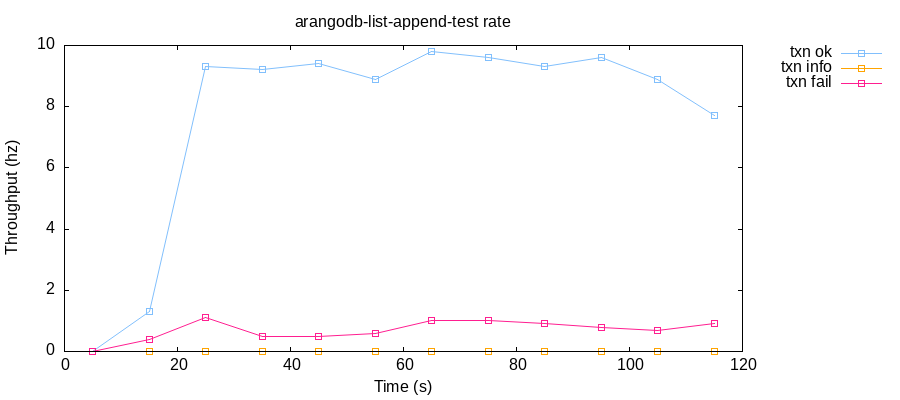 arangodb-list-append-test rate
txn ok
txn info
txn fail
Throughput (hz)
10
8
6
4
2
0
0 20 40 60 80 100 120
Time (s)